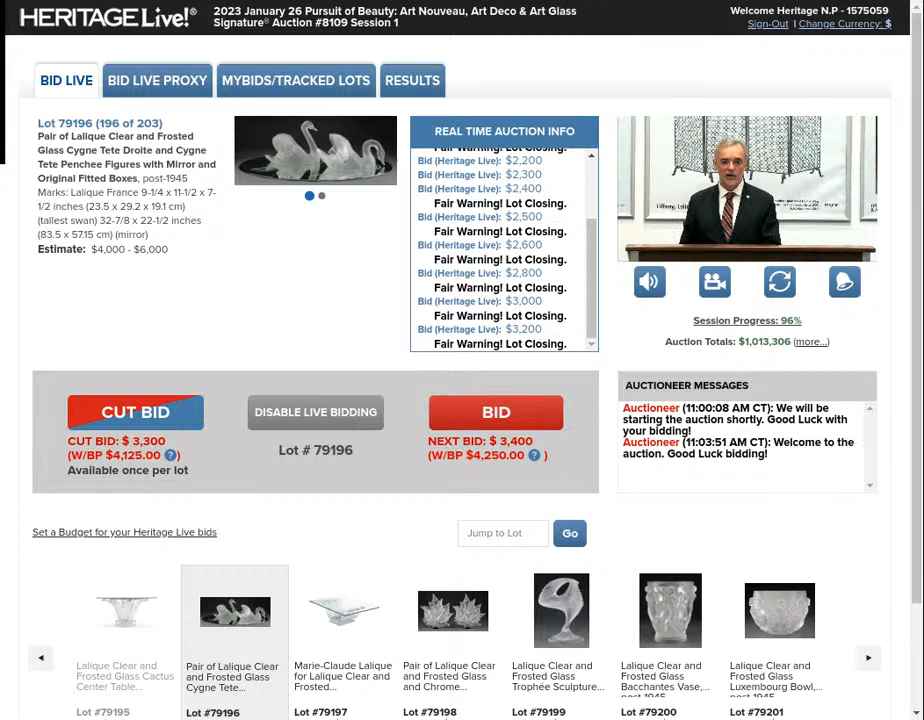 HERITAGE Live!®
2023 January 26 Pursuit of Beauty: Art Nouveau, Art Deco & Art Glass
Signature® Auction #8109 Session 1
Welcome Heritage N.P - 1575059
Sign-Out | Change Currency: $
BID LIVE
BID LIVE PROXY
MYBIDS/TRACKED LOTS
RESULTS
Lot 79196 (196 of 203)
Pair of Lalique Clear and Frosted
Glass Cygne Tete Droite and Cygne
Tete Penchee Figures with Mirror and
Original Fitted Boxes, post-1945
Marks: Lalique France 9-1/4 x 11-1/2 x 7-
1/2 inches (23.5 x 29.2 x 19.1 cm)
(tallest swan) 32-7/8 x 22-1/2 inches
(83.5 x 57.15 cm) (mirror)
Estimate: $4,000 - $6,000
REAL TIME AUCTION INFO
Fair Warning! Lot Closing.
Bid (Heritage Live): $2,200
Bid (Heritage Live): $2,300
Bid (Heritage Live): $2,400
Fair Warning! Lot Closing.
Bid (Heritage Live): $2,500
Fair Warning! Lot Closing.
Bid (Heritage Live): $2,600
Fair Warning! Lot Closing.
Bid (Heritage Live): $2,800
Fair Warning! Lot Closing.
Bid (Heritage Live): $3,000
Fair Warning! Lot Closing.
Bid (Heritage Live): $3,200
Fair Warning! Lot Closing.
Session Progress: 96%
Auction Totals: $1,013,306 (more...)
CUT BID
CUT BID: $ 3,300
(W/BP $4,125.00 ?)
Available once per lot
DISABLE LIVE BIDDING
Lot # 79196
BID
NEXT BID: $ 3,400
(W/BP $4,250.00 ? )
AUCTIONEER MESSAGES
Auctioneer (11:00:08 AM CT): We will be
starting the auction shortly. Good Luck with
your bidding!
Auctioneer (11:03:51 AM CT): Welcome to the
auction. Good Luck bidding!
Set a Budget for your Heritage Live bids
Jump to Lot
Go
Lalique Clear and
Frosted Glass Cactus
Center Table...
Lot #79195
Pair of Lalique Clear
and Frosted Glass
Cygne Tete...
Lot #79196
Marie-Claude Lalique
for Lalique Clear and
Frosted...
Lot #79197
Pair of Lalique Clear
and Frosted Glass
and Chrome...
Lot #79198
Lalique Clear and
Frosted Glass
Trophée Sculpture...
Lot #79199
Lalique Clear and
Frosted Glass
Bacchantes Vase,...
post-1945
Lot #79200
Lalique Clear and
Frosted Glass
Luxembourg Bowl,...
post-1945
Lot #79201